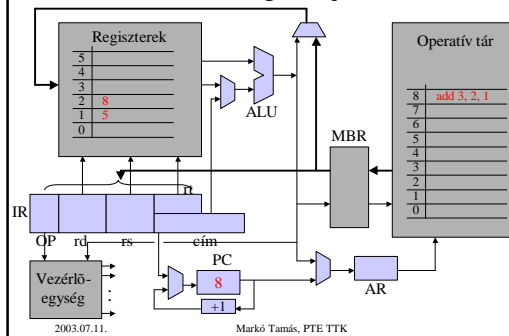 Regiszterek
5
4
3
2 8
1 5
0
ALU
Operatív tár
8 add 3, 2, 1
7
6
5
4
3
2
1
0
MBR
IR
rt
OP rd rs cím
Vezérlõ-
egység
PC
8
+1
AR
2003.07.11. Markó Tamás, PTE TTK